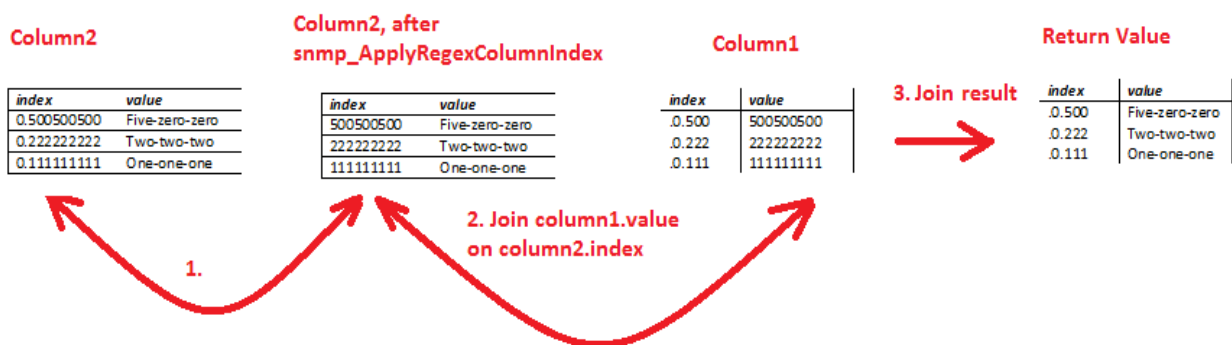 Column2
Column2, after
snmp_ApplyRegexColumnIndex
Column1
Return Value
index value
0.500500500 Five-zero-zero
0.222222222 Two-two-two
0.111111111 One-one-one
index value
500500500 Five-zero-zero
222222222 Two-two-two
111111111 One-one-one
index value
.0.500 500500500
.0.222 222222222
.0.111 111111111
3. Join result
index value
.0.500 Five-zero-zero
.0.222 Two-two-two
.0.111 One-one-one
1.
2. Join column1.value
on column2.index